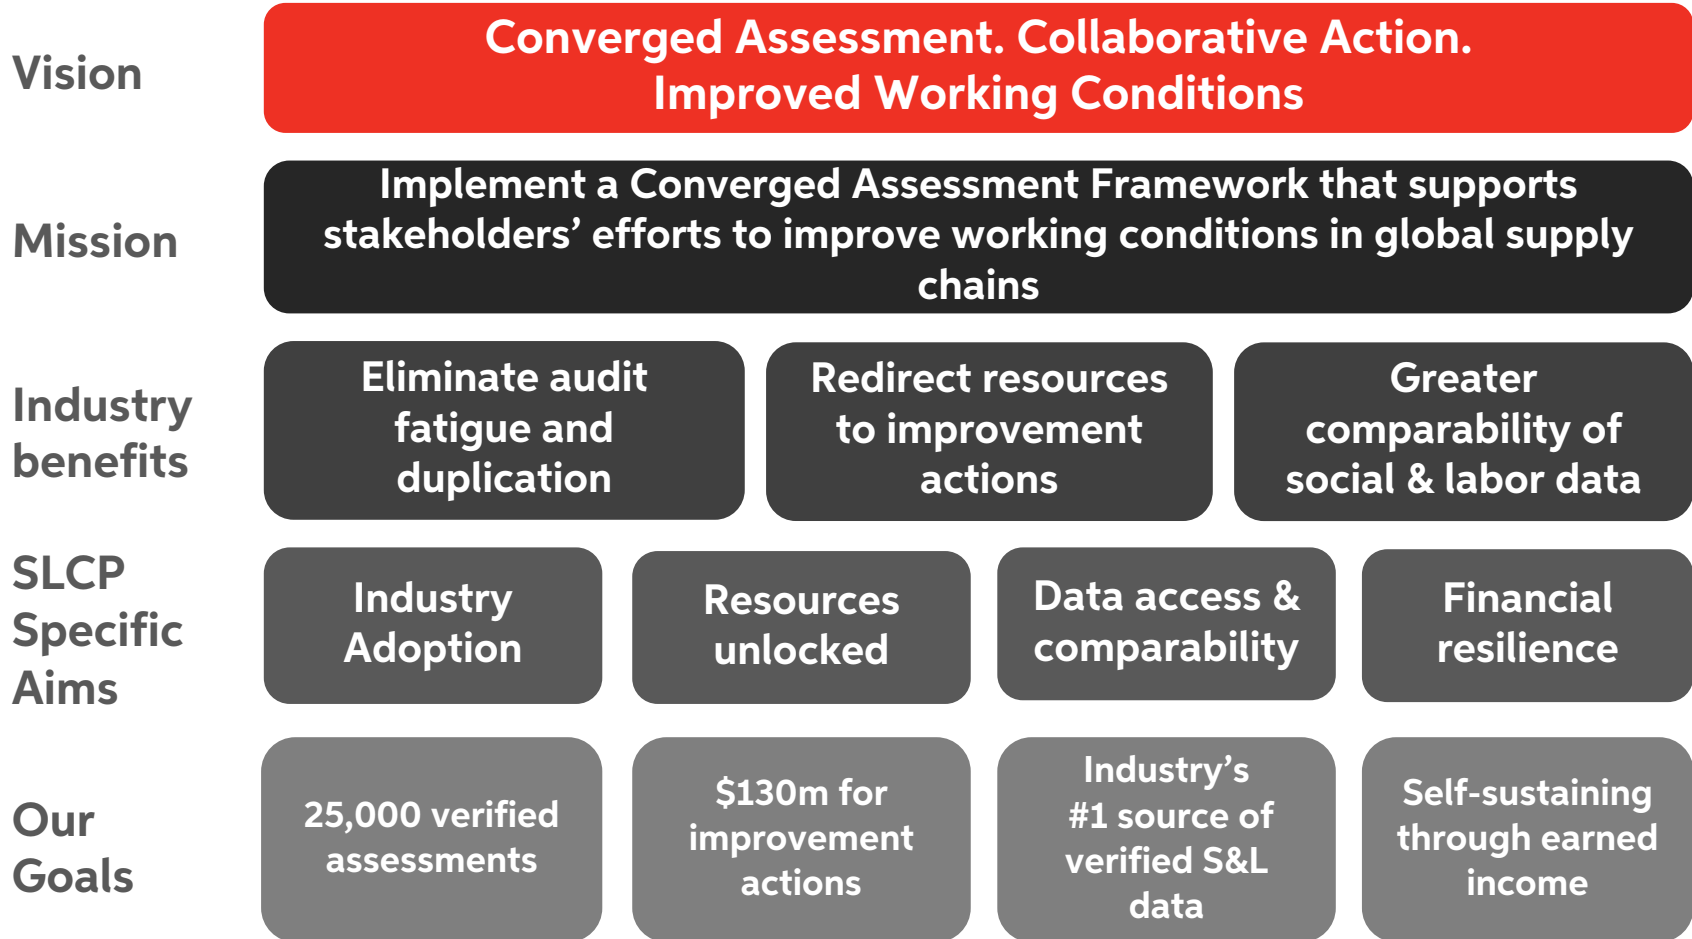 Vision
Converged Assessment. Collaborative Action.
Improved Working Conditions
Mission
Implement a Converged Assessment Framework that supports
stakeholders’ efforts to improve working conditions in global supply
chains
Industry
benefits
Eliminate audit
fatigue and
duplication
Redirect resources
to improvement
actions
Greater
comparability of
social & labor data
SLCP
Specific
Aims
Industry
Adoption
Resources
unlocked
Data access &
comparability
Financial
resilience
Our
Goals
25,000 verified
assessments
$130m for
improvement
actions
Industry’s
#1 source of
verified S&L
data
Self-sustaining
through earned
income